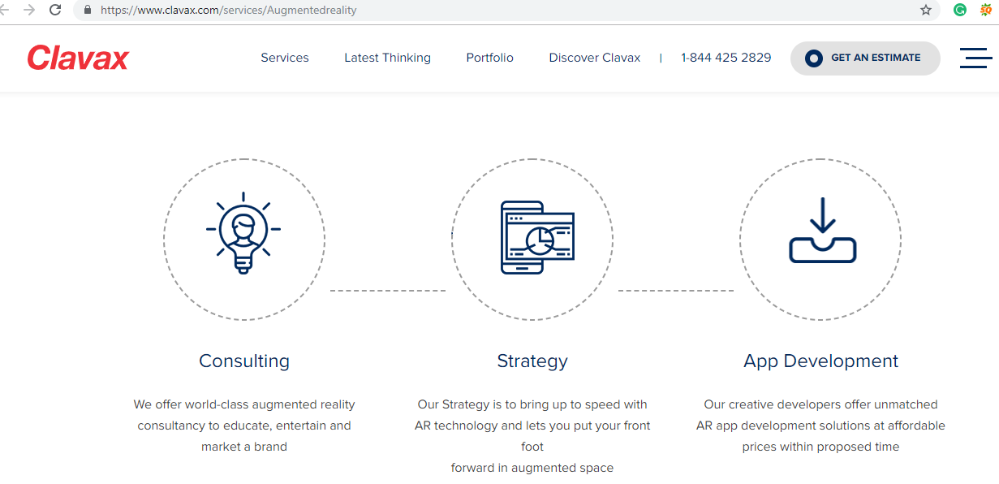 https://www.clavax.com/services/Augmentedreality
Clavax
Services Latest Thinking Portfolio Discover Clavax | 1-844 425 2829 GET AN ESTIMATE
Consulting
We offer world-class augmented reality
consultancy to educate, entertain and
market a brand
Strategy
Our Strategy is to bring up to speed with
AR technology and lets you put your front
foot
forward in augmented space
App Development
Our creative developers offer unmatched
AR app development solutions at affordable
prices within proposed time